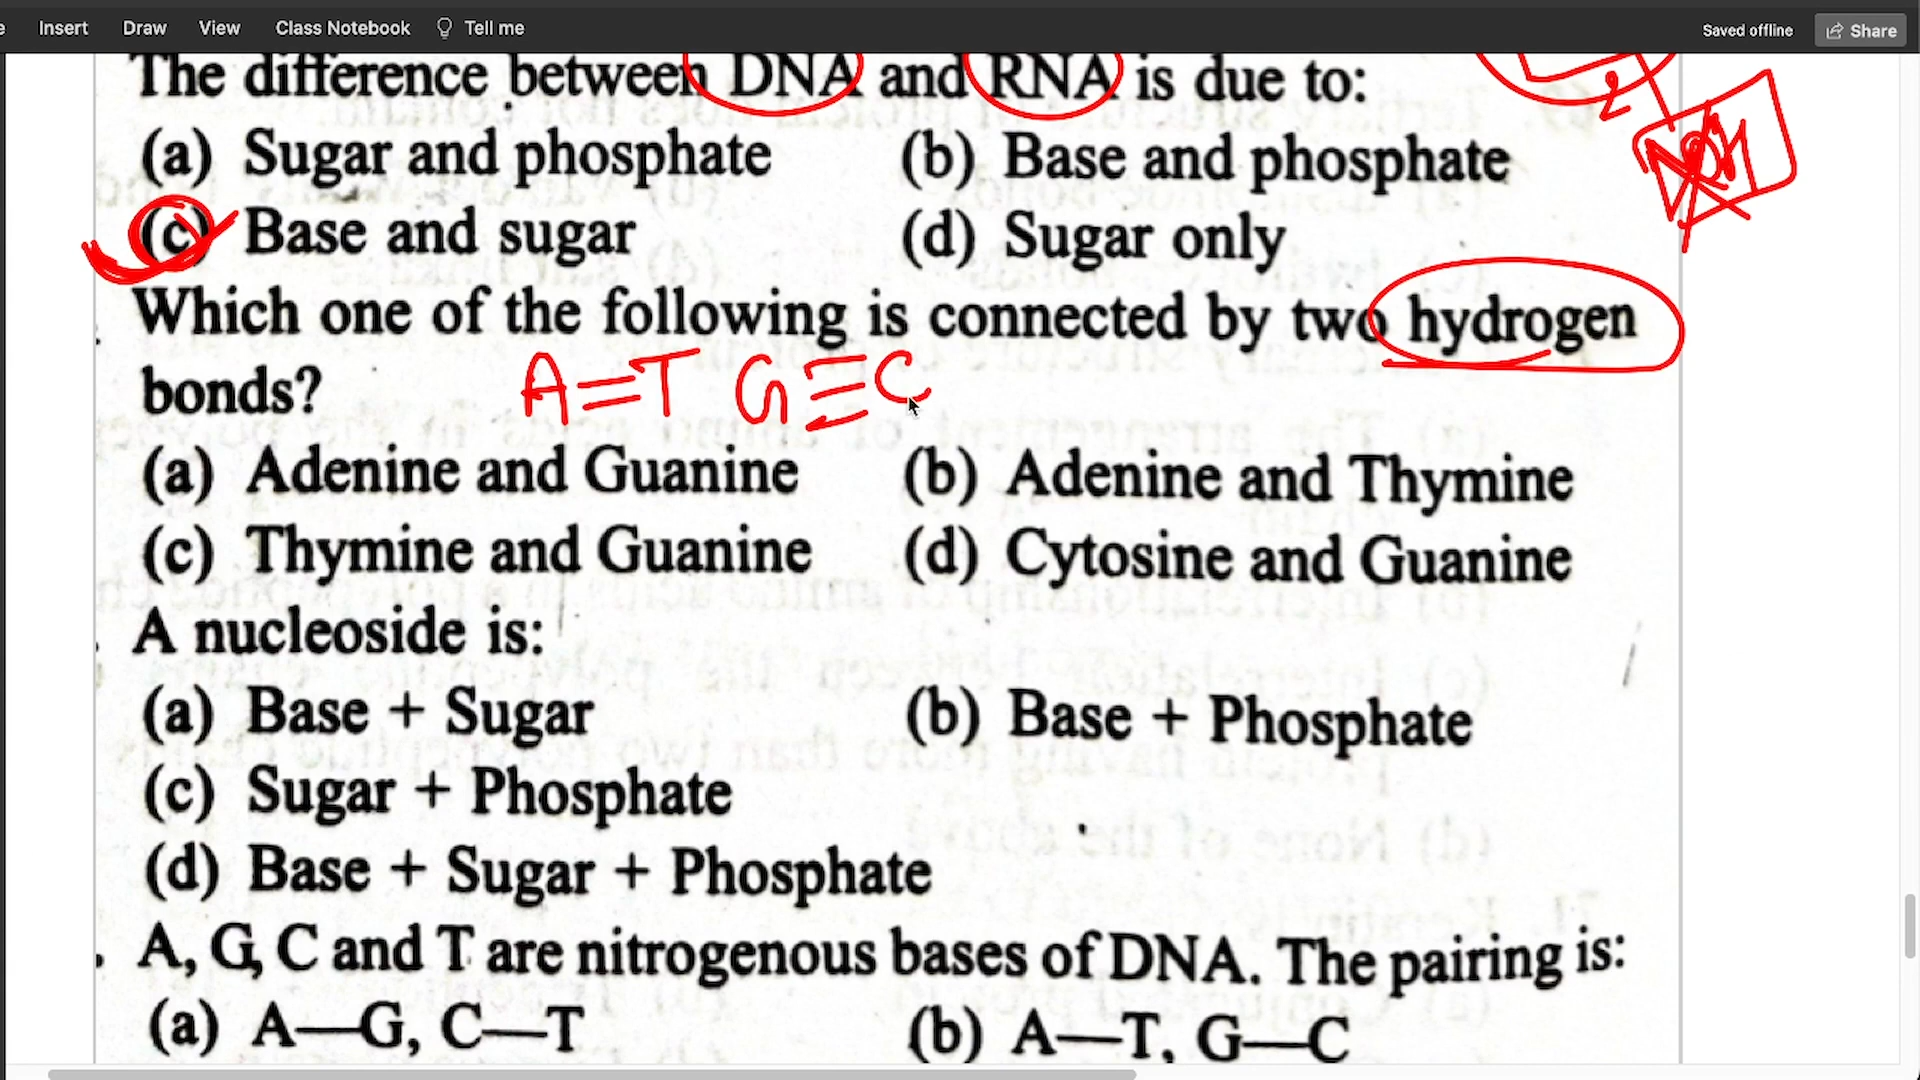 Insert Draw View Class Notebook Tell me Saved offline Share
The difference between DNA and RNA is due to:
(a) Sugar and phosphate (b) Base and phosphate
(c) Base and sugar (d) Sugar only
Which one of the following is connected by two hydrogen
bonds? A=T G≡C
(a) Adenine and Guanine (b) Adenine and Thymine
(c) Thymine and Guanine (d) Cytosine and Guanine
A nucleoside is:
(a) Base + Sugar (b) Base + Phosphate
(c) Sugar + Phosphate
(d) Base + Sugar + Phosphate
A, G, C and T are nitrogenous bases of DNA. The pairing is:
(a) A—G, C—T (b) A—T, G—C